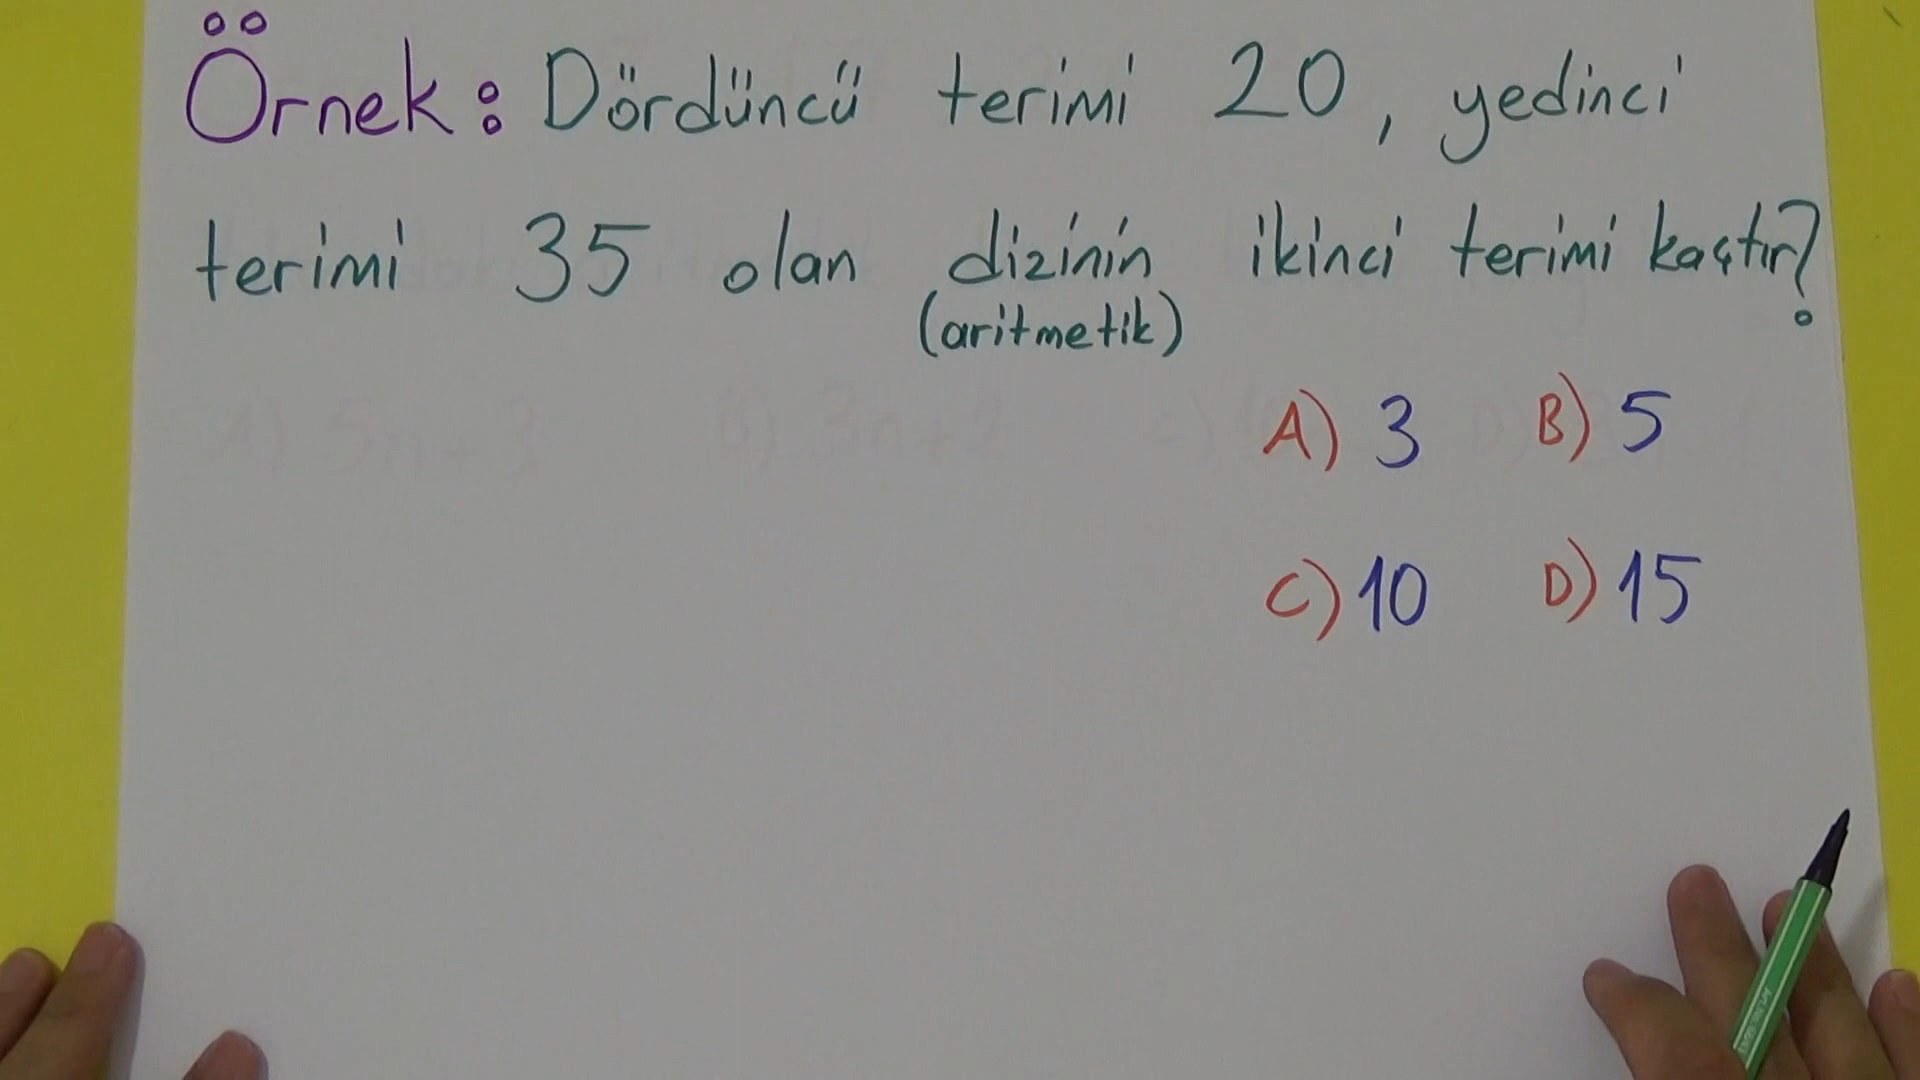 Örnek: Dördüncü terimi 20, yedinci
terimi 35 olan dizinin ikinci terimi kaçtır?
(aritmetik)
A) 3 B) 5
C) 10 D) 15